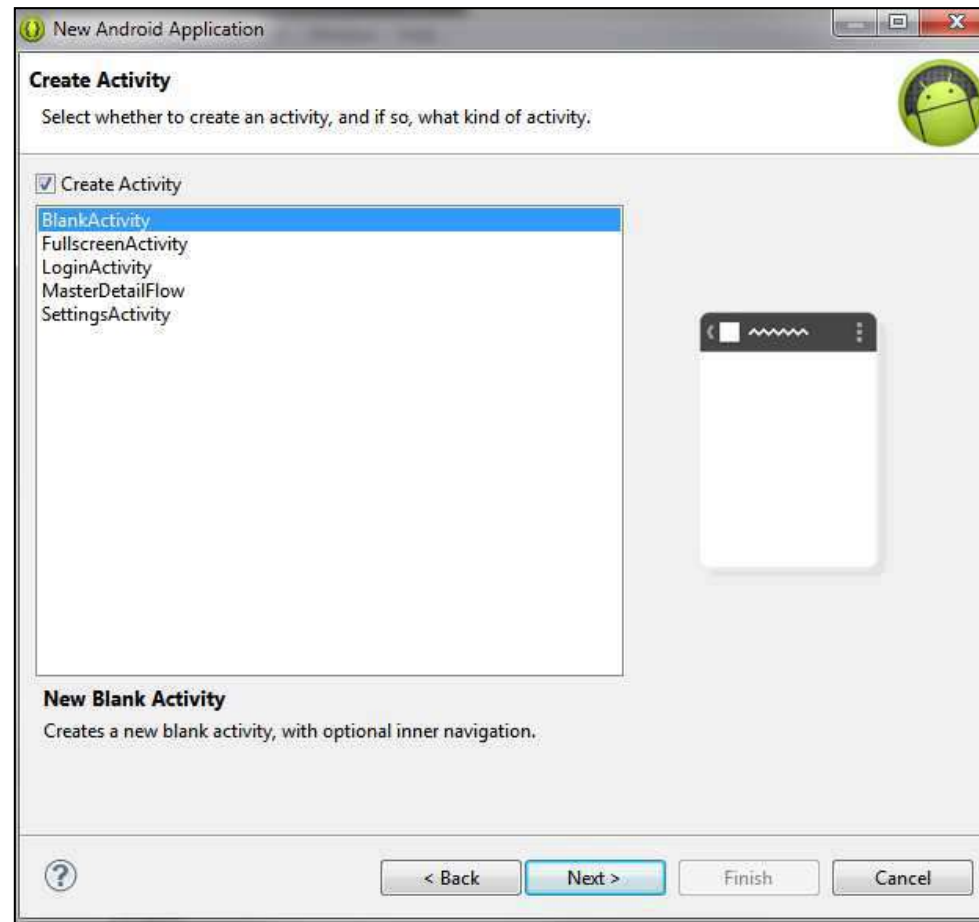 New Android Application
Create Activity
Select whether to create an activity, and if so, what kind of activity.
Create Activity
BlankActivity
FullscreenActivity
LoginActivity
MasterDetailFlow
SettingsActivity
New Blank Activity
Creates a new blank activity, with optional inner navigation.
?
< Back Next > Finish Cancel